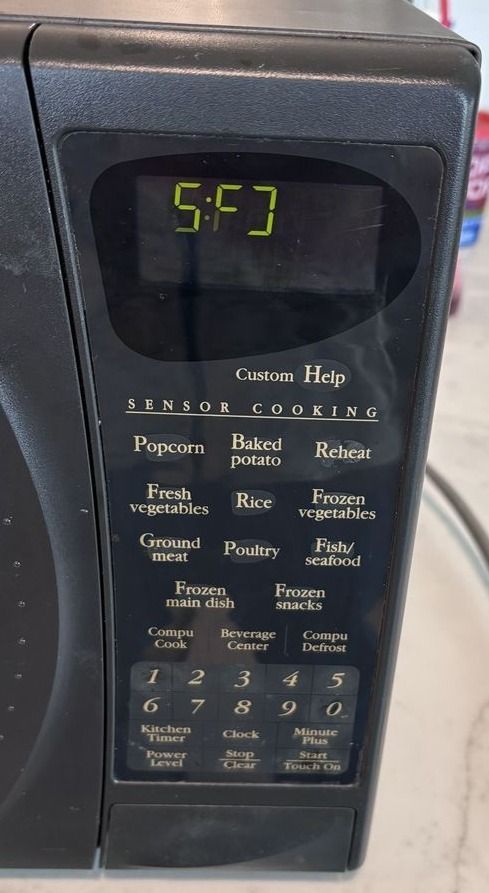 5:F]
Custom Help
SENSOR COOKING
Popcorn Baked potato Reheat
Fresh vegetables Rice Frozen vegetables
Ground meat Poultry Fish/ seafood
Frozen main dish Frozen snacks
Compu Cook Beverage Center Compu Defrost
1 2 3 4 5
6 7 8 9 0
Kitchen Timer Clock Minute Plus
Power Level Stop Clear Start Touch On